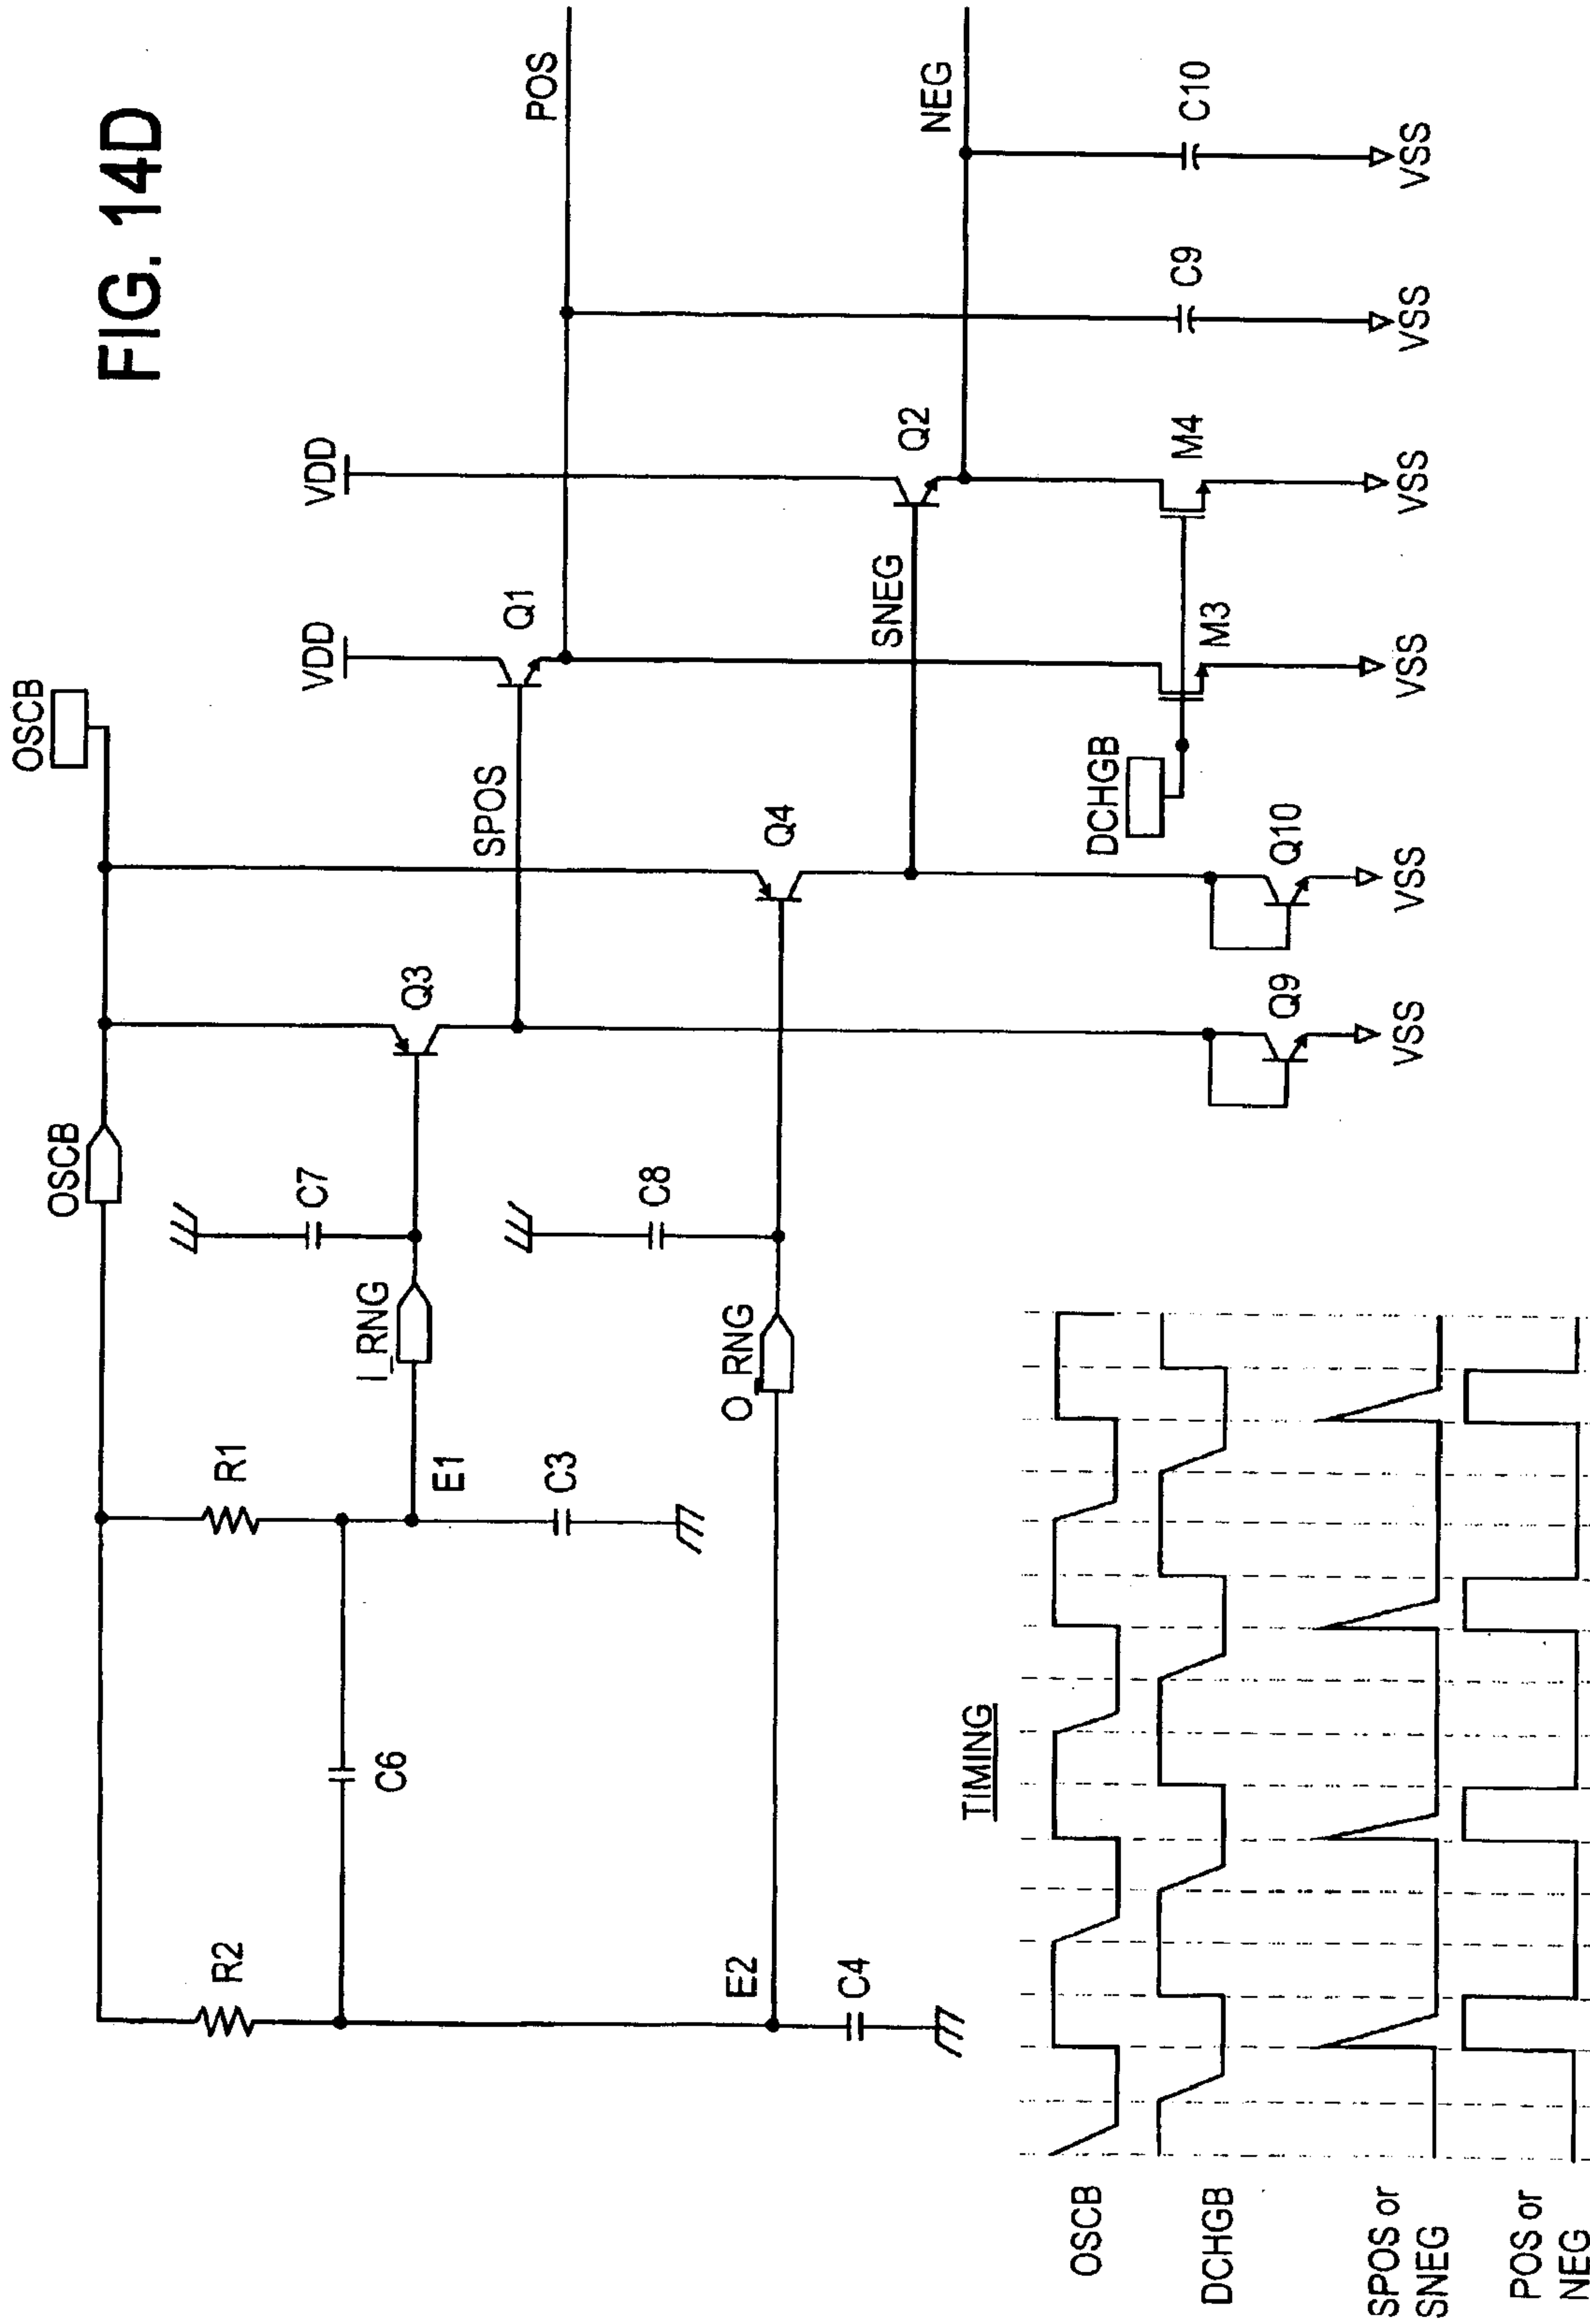 FIG. 14D
OSCB
OSCB
VDD
VDD
POS
NEG
R2
R1
C6
I_RNG
C7
Q3
SPOS
Q1
E1
C3
C8
O_RNG
Q4
SNEG
Q2
E2
C4
DCHGB
M3
M4
C9
C10
Q9
Q10
VSS
VSS
VSS
VSS
VSS
VSS
TIMING
OSCB
DCHGB
SPOS or
SNEG
POS or
NEG